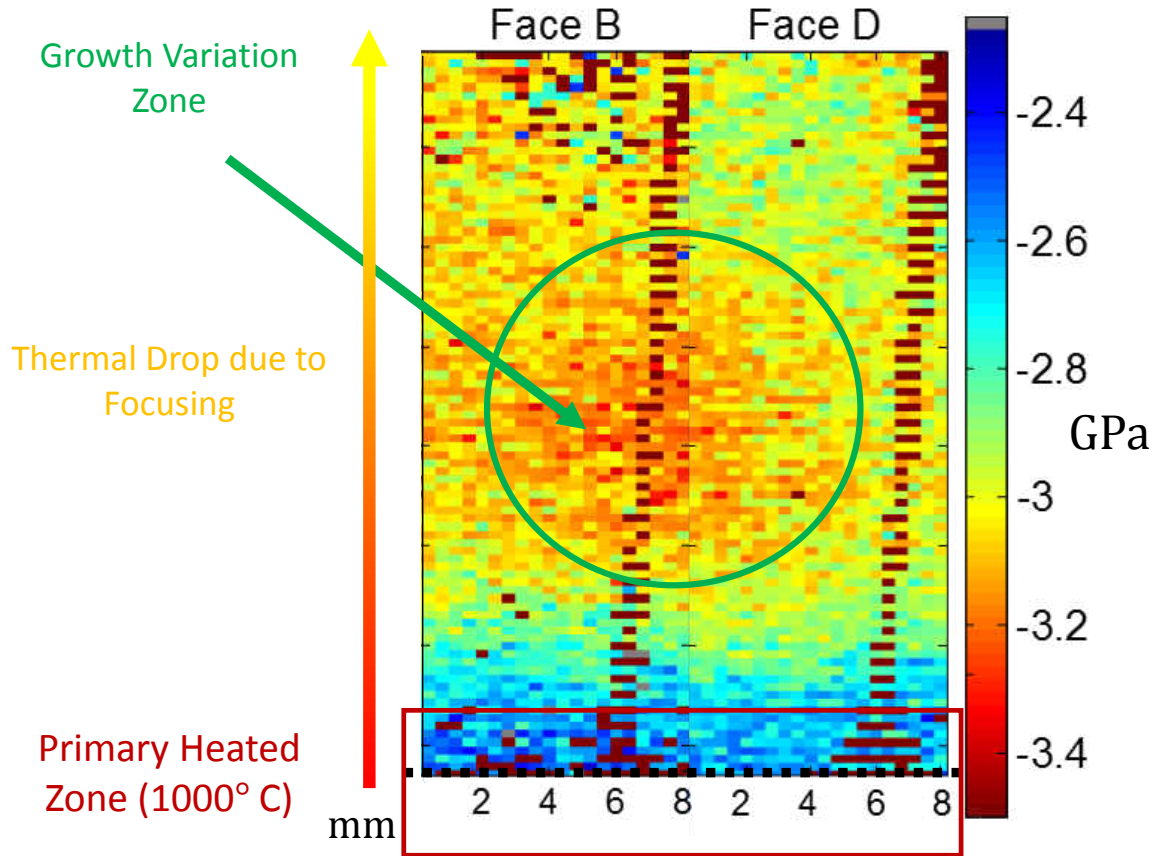 Face B
Face D
Growth Variation
Zone
Thermal Drop due to
Focusing
Primary Heated
Zone (1000° C)
mm
2
4
6
8
2
4
6
8
-2.4
-2.6
-2.8
-3
-3.2
-3.4
GPa